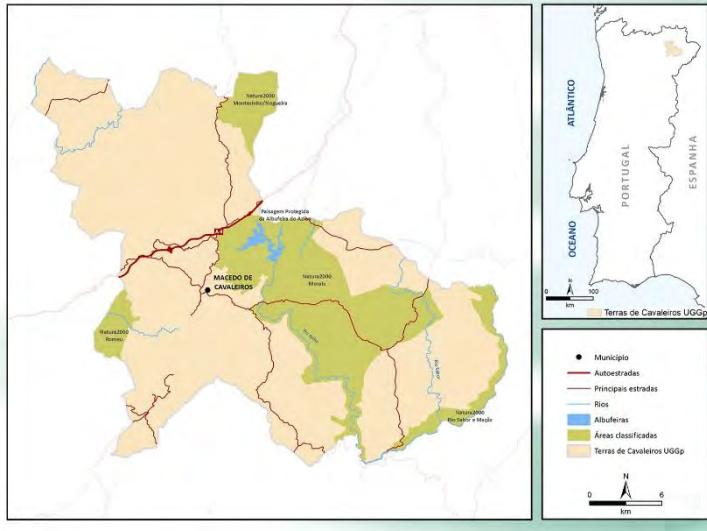 Natura2000
Montesinho/Nogueira
Paisagem Protegida
da Albufeira do Azibo
MACEDO DE
CAVALEIROS
Natura2000
Morais
Natura2000
Romeu
Rio Azibo
Rio Sabor
Natura2000
Rio Sabor e Maçãs
ATLÂNTICO
OCEANO
PORTUGAL
ESPANHA
N
0 100
km
Terras de Cavaleiros UGGp
Município
Autoestradas
Principais estradas
Rios
Albufeiras
Áreas classificadas
Terras de Cavaleiros UGGp
N
0 6
km